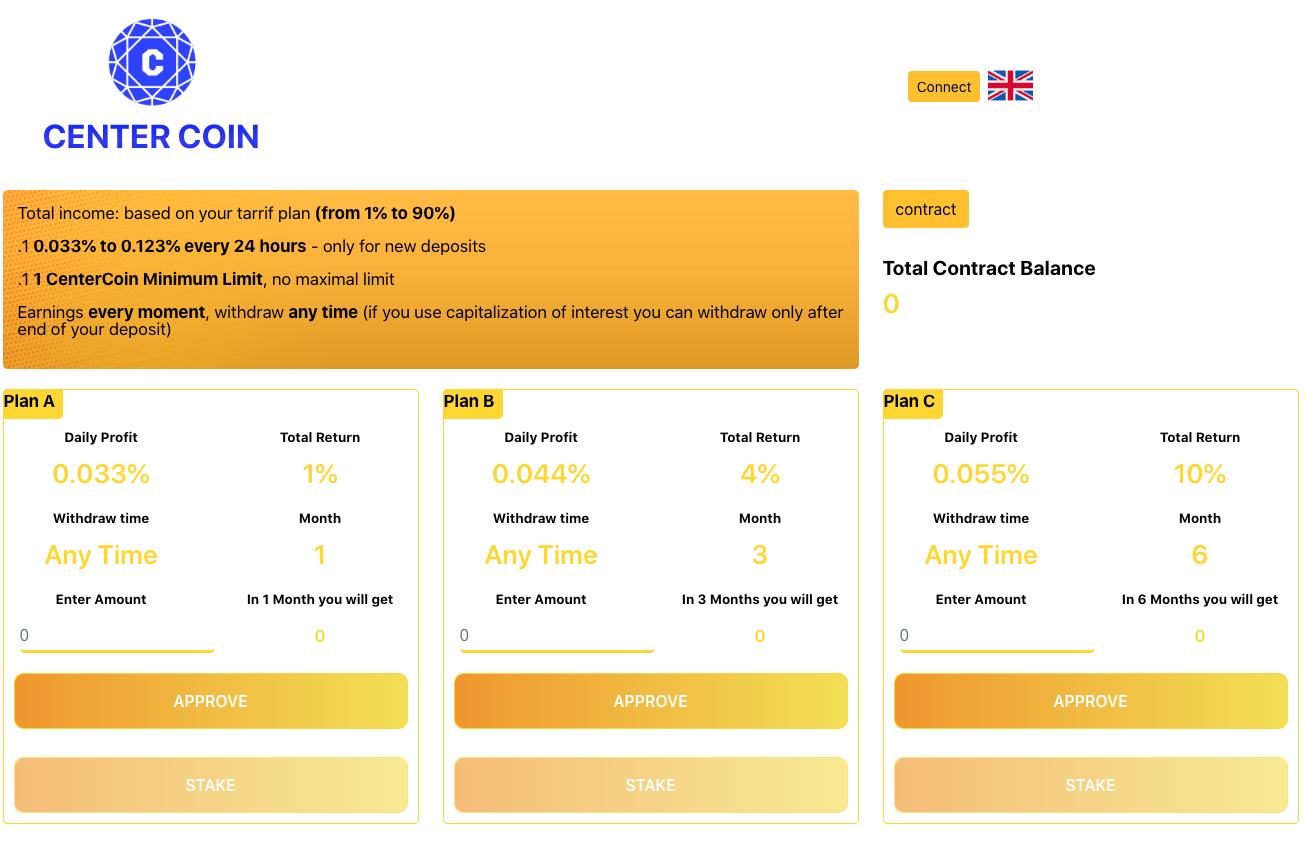 C
CENTER COIN
Connect
Total income: based on your tarrif plan (from 1% to 90%)
.1 0.033% to 0.123% every 24 hours - only for new deposits
.1 1 CenterCoin Minimum Limit, no maximal limit
Earnings every moment, withdraw any time (if you use capitalization of interest you can withdraw only after
end of your deposit)
contract
Total Contract Balance
0
Plan A
Daily Profit
Total Return
0.033%
1%
Withdraw time
Month
Any Time
1
Enter Amount
In 1 Month you will get
0
0
APPROVE
STAKE
Plan B
Daily Profit
Total Return
0.044%
4%
Withdraw time
Month
Any Time
3
Enter Amount
In 3 Months you will get
0
0
APPROVE
STAKE
Plan C
Daily Profit
Total Return
0.055%
10%
Withdraw time
Month
Any Time
6
Enter Amount
In 6 Months you will get
0
0
APPROVE
STAKE